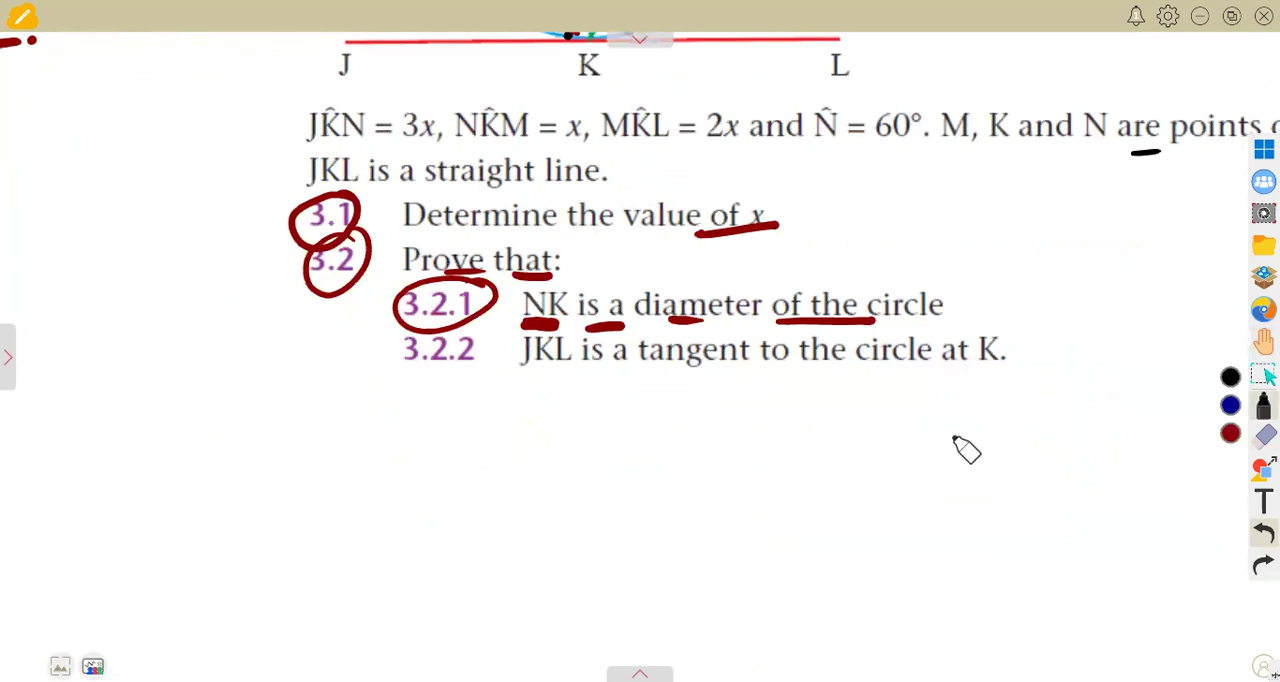 J K L
JK̂N = 3x, NK̂M = x, MK̂L = 2x and N̂ = 60°. M, K and N are points
JKL is a straight line.
3.1 Determine the value of x
3.2 Prove that:
3.2.1 NK is a diameter of the circle
3.2.2 JKL is a tangent to the circle at K.
T